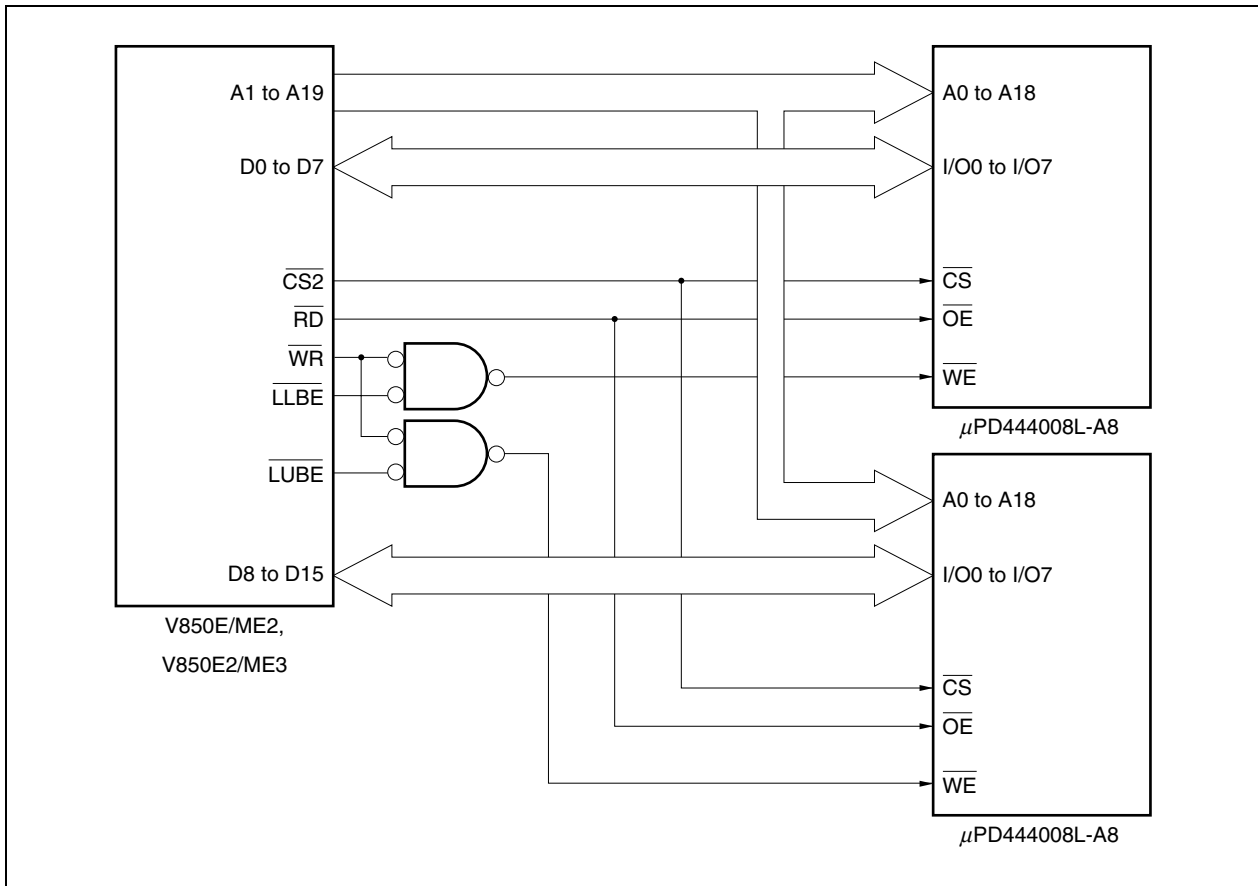 A1 to A19
D0 to D7
CS2
RD
WR
LLBE
LUBE
D8 to D15
V850E/ME2,
V850E2/ME3
A0 to A18
I/O0 to I/O7
CS
OE
WE
μPD444008L-A8
A0 to A18
I/O0 to I/O7
CS
OE
WE
μPD444008L-A8